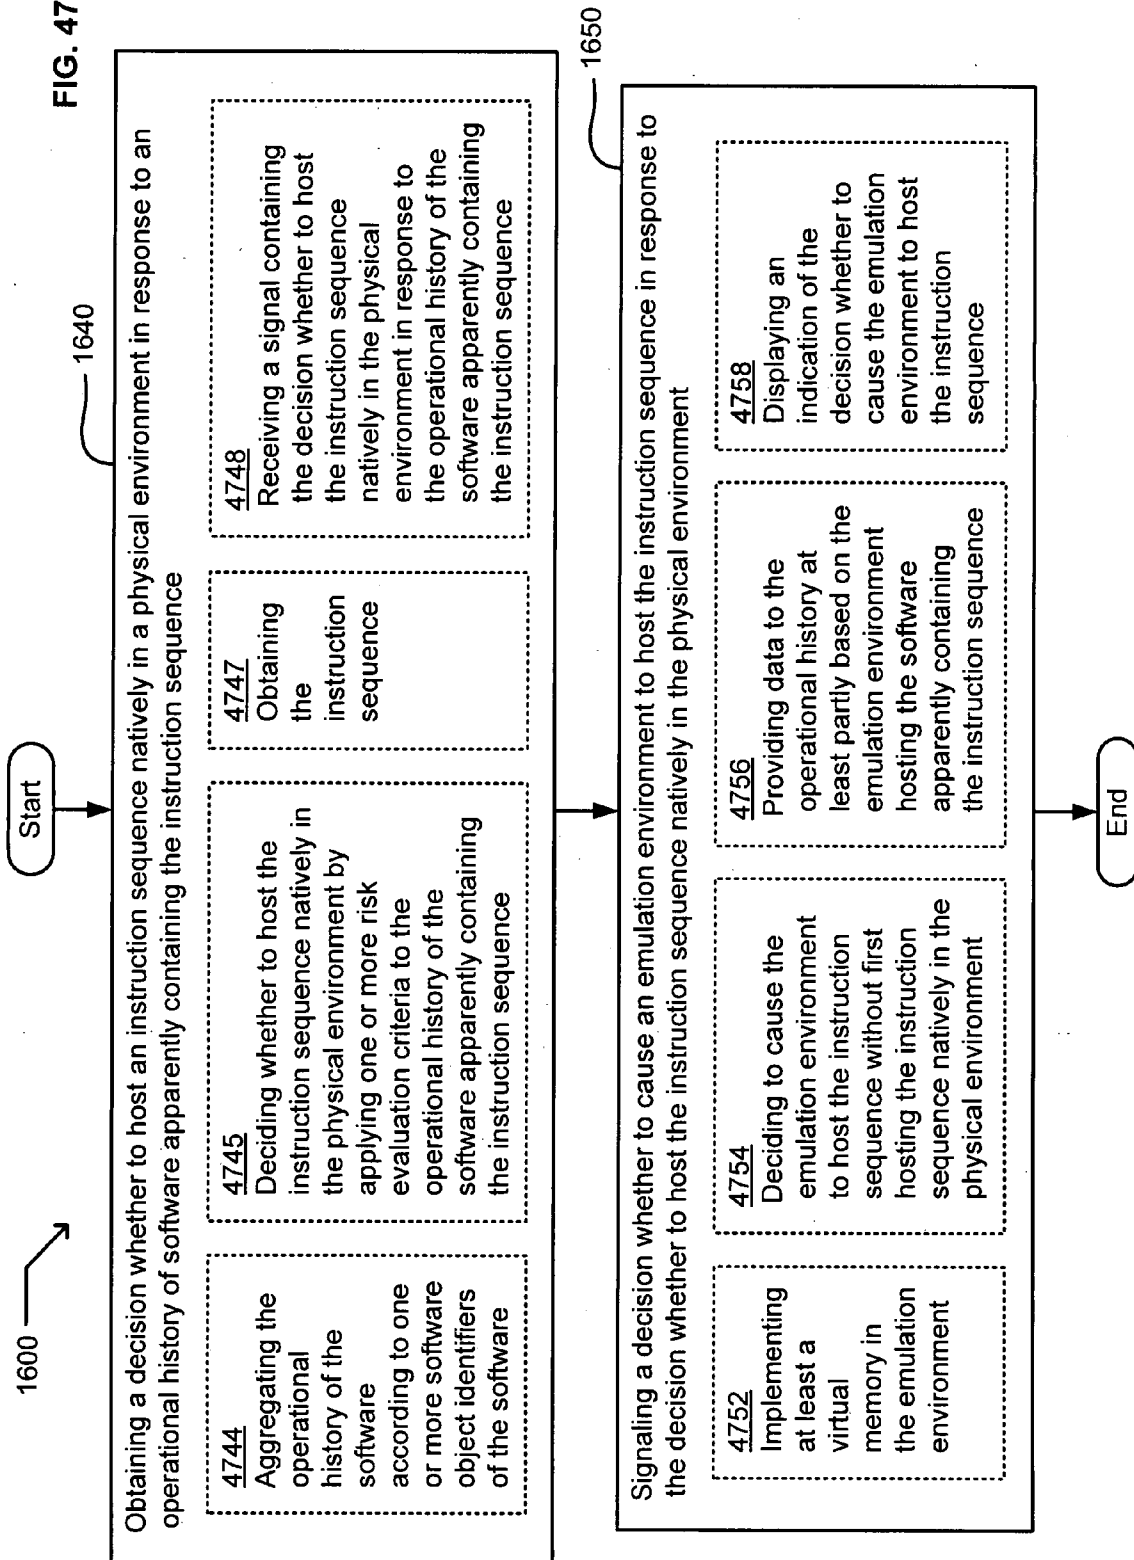 FIG. 47
1600
Start
1640
Obtaining a decision whether to host an instruction sequence natively in a physical environment in response to an
operational history of software apparently containing the instruction sequence
4744
Aggregating the
operational
history of the
software
according to one
or more software
object identifiers
of the software
4745
Deciding whether to host the
instruction sequence natively in
the physical environment by
applying one or more risk
evaluation criteria to the
operational history of the
software apparently containing
the instruction sequence
4747
Obtaining
the
instruction
sequence
4748
Receiving a signal containing
the decision whether to host
the instruction sequence
natively in the physical
environment in response to
the operational history of the
software apparently containing
the instruction sequence
1650
Signaling a decision whether to cause an emulation environment to host the instruction sequence in response to
the decision whether to host the instruction sequence natively in the physical environment
4752
Implementing
at least a
virtual
memory in
the emulation
environment
4754
Deciding to cause the
emulation environment
to host the instruction
sequence without first
hosting the instruction
sequence natively in the
physical environment
4756
Providing data to the
operational history at
least partly based on the
emulation environment
hosting the software
apparently containing
the instruction sequence
4758
Displaying an
indication of the
decision whether to
cause the emulation
environment to host
the instruction
sequence
End